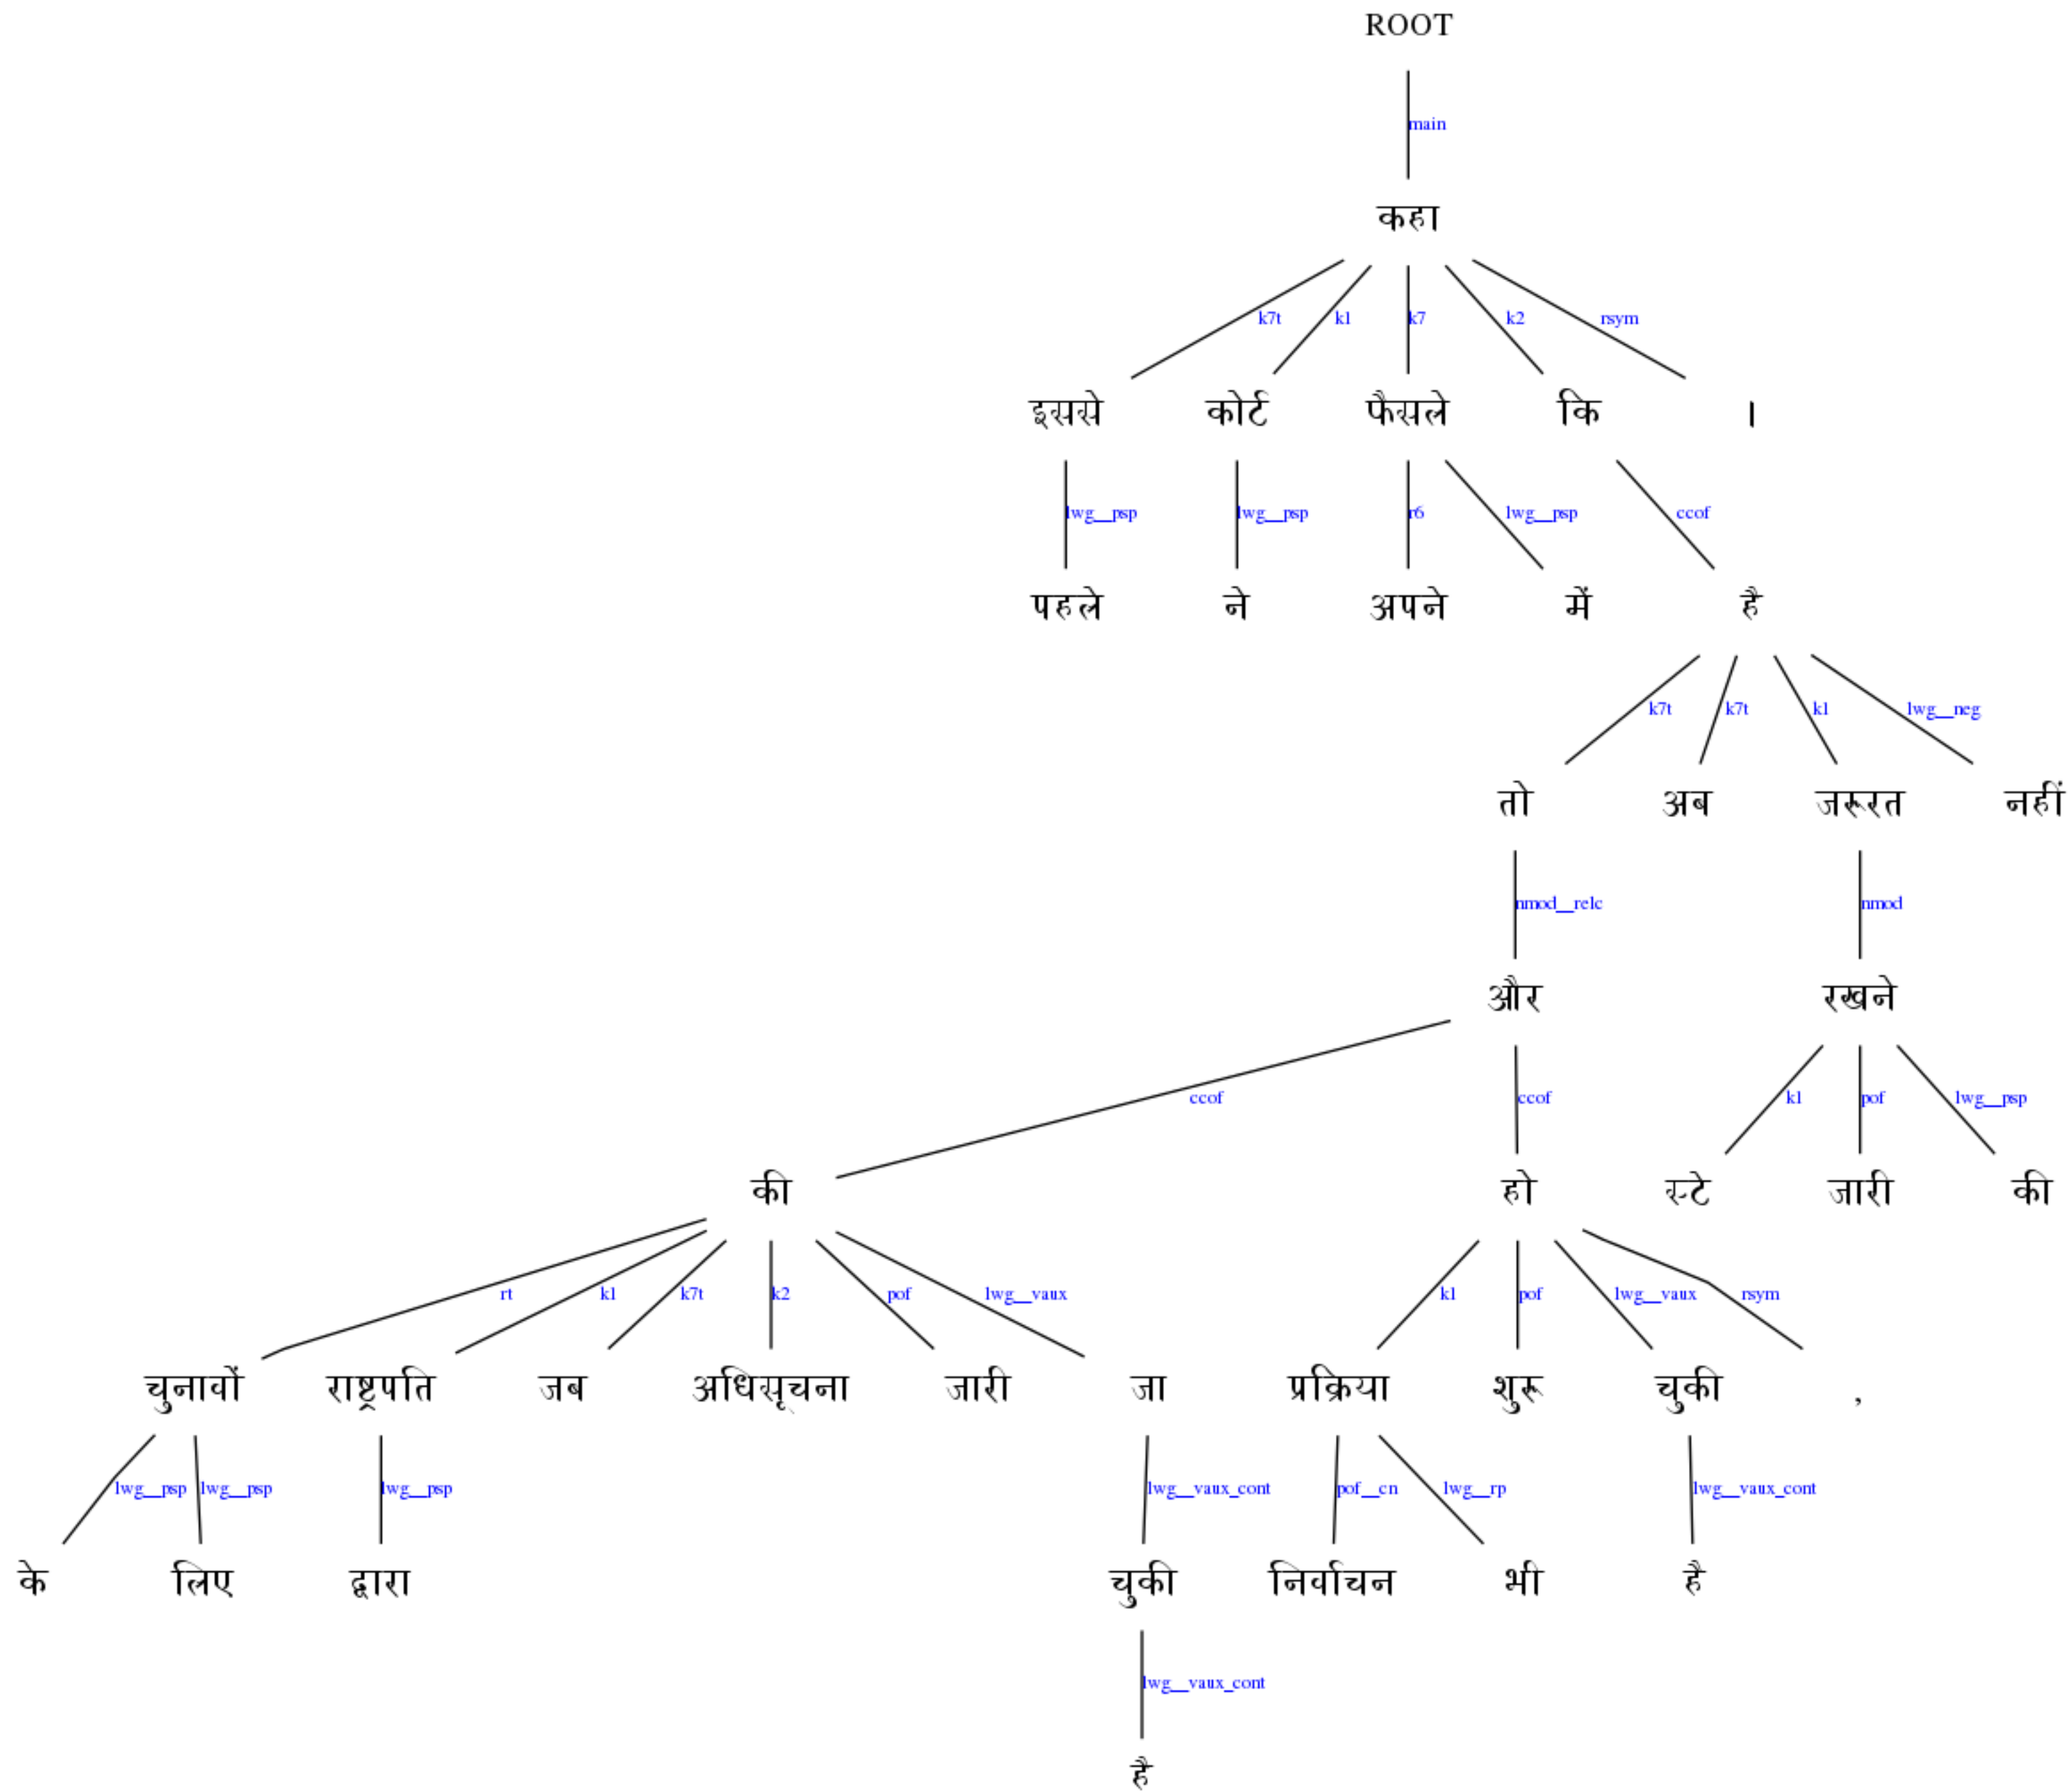 ROOT
main
कहा
k7t k1 k7 k2 rsym
इससे कोर्ट फैसले कि ।
lwg__psp lwg__psp r6 lwg__psp ccof
पहले ने अपने में है
k7t k7t k1 lwg__neg
तो अब जरूरत नहीं
nmod__relc nmod
और रखने
ccof ccof k1 pof lwg__psp
की हो स्टे जारी की
rt k1 k7t k2 pof lwg__vaux k1 pof lwg__vaux rsym
चुनावों राष्ट्रपति जब अधिसूचना जारी जा प्रक्रिया शुरू चुकी ,
lwg__psp lwg__psp lwg__psp lwg__vaux_cont pof__cn lwg__rp lwg__vaux_cont
के लिए द्वारा चुकी निर्वाचन भी है
lwg__vaux_cont
है